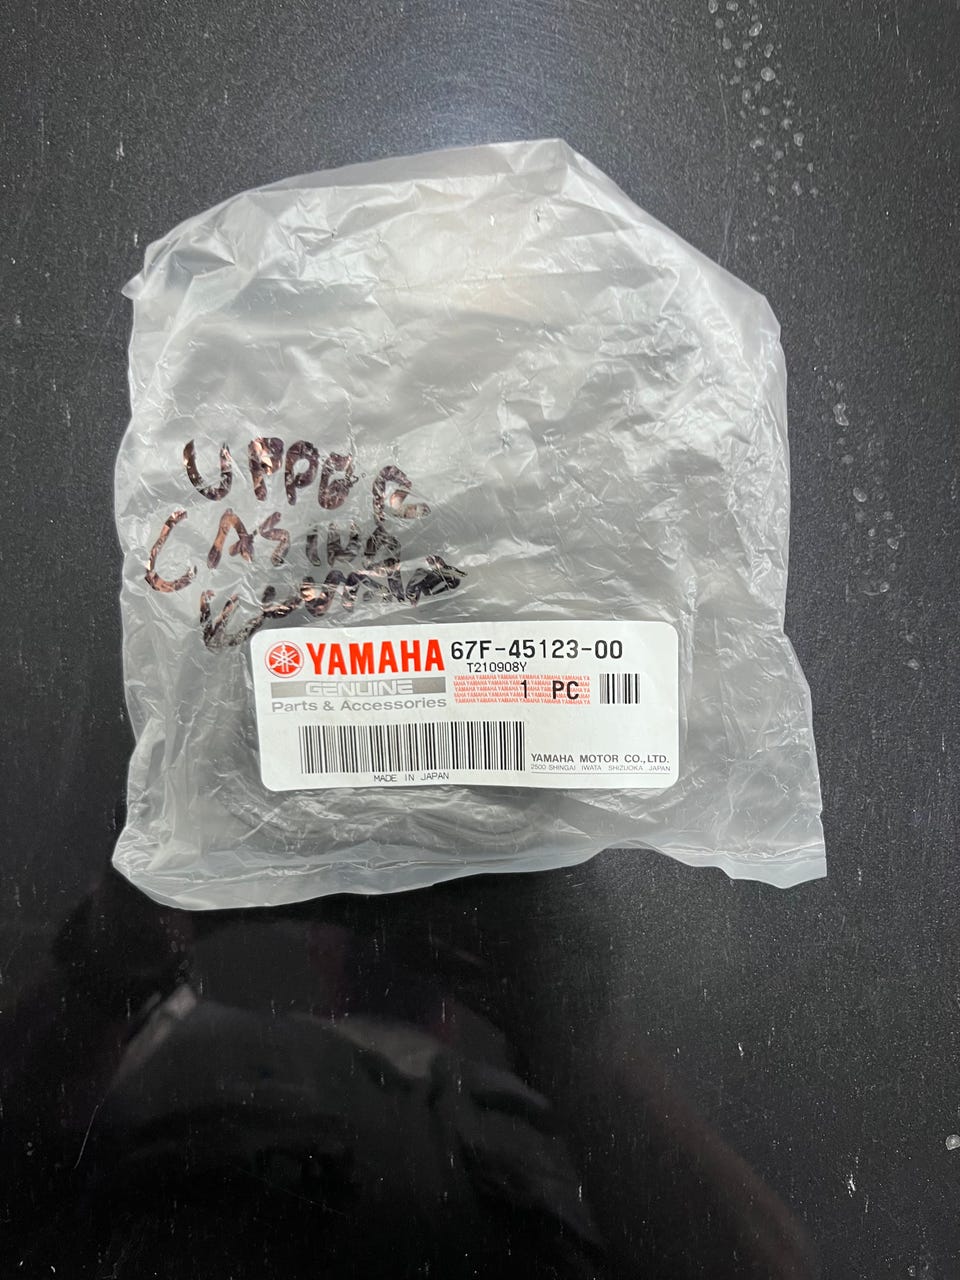 UPPER
CASING
YAMAHA 67F-45123-00
T210908Y
GENUINE
1 PC
Parts & Accessories
YAMAHA MOTOR CO.,LTD.
2500 SHINGAI IWATA SHIZUOKA JAPAN
MADE IN JAPAN